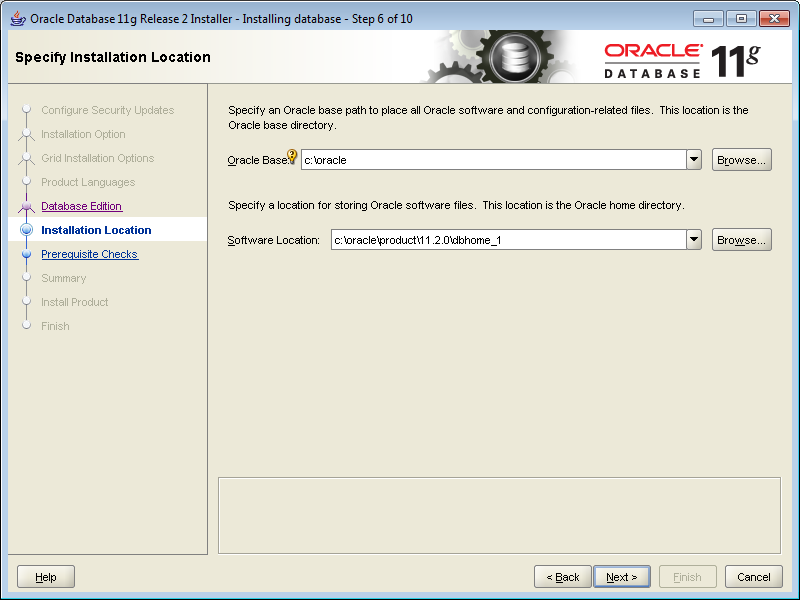 Oracle Database 11g Release 2 Installer - Installing database - Step 6 of 10
Specify Installation Location
ORACLE
DATABASE
11g
Configure Security Updates
Installation Option
Grid Installation Options
Product Languages
Database Edition
Installation Location
Prerequisite Checks
Summary
Install Product
Finish
Specify an Oracle base path to place all Oracle software and configuration-related files. This location is the
Oracle base directory.
Oracle Base: c:\oracle Browse...
Specify a location for storing Oracle software files. This location is the Oracle home directory.
Software Location: c:\oracle\product\11.2.0\dbhome_1 Browse...
Help
< Back
Next >
Finish
Cancel